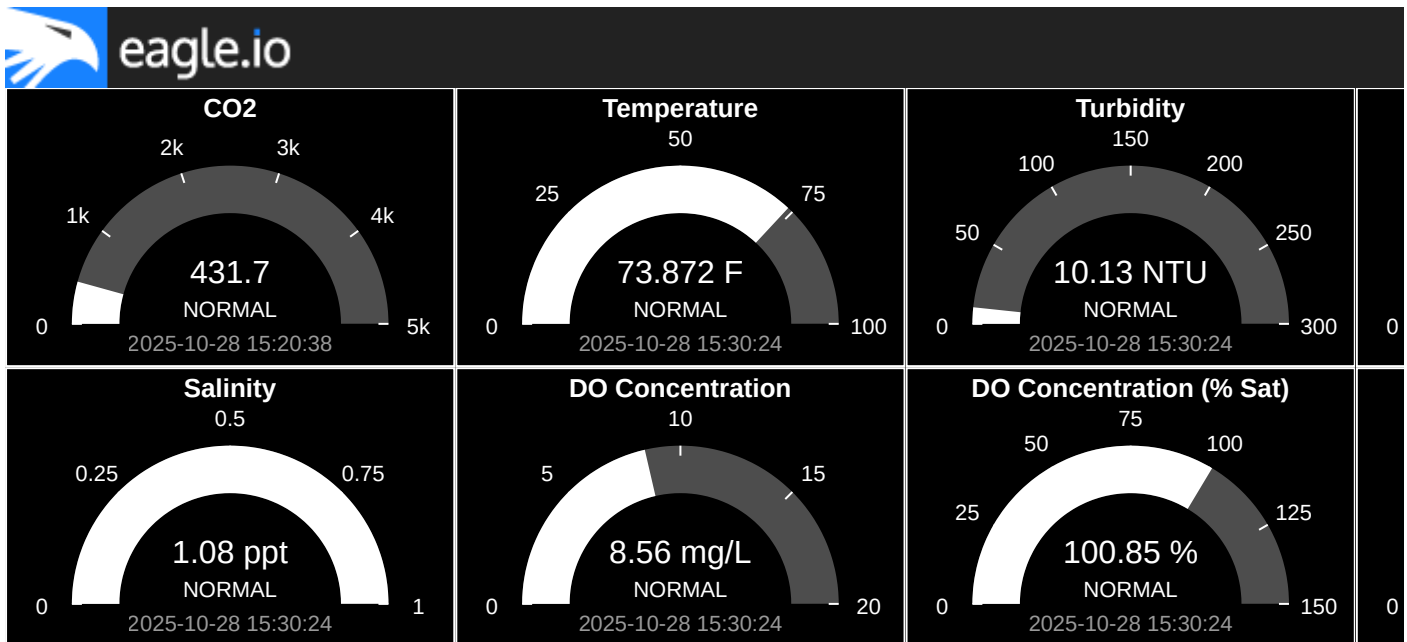 eagle.io
CO2
0
1k
2k
3k
4k
5k
431.7
NORMAL
2025-10-28 15:20:38
Temperature
0
25
50
75
100
73.872 F
NORMAL
2025-10-28 15:30:24
Turbidity
0
50
100
150
200
250
300
10.13 NTU
NORMAL
2025-10-28 15:30:24
0
Salinity
0
0.25
0.5
0.75
1
1.08 ppt
NORMAL
2025-10-28 15:30:24
DO Concentration
0
5
10
15
20
8.56 mg/L
NORMAL
2025-10-28 15:30:24
DO Concentration (% Sat)
0
25
50
75
100
125
150
100.85 %
NORMAL
2025-10-28 15:30:24
0